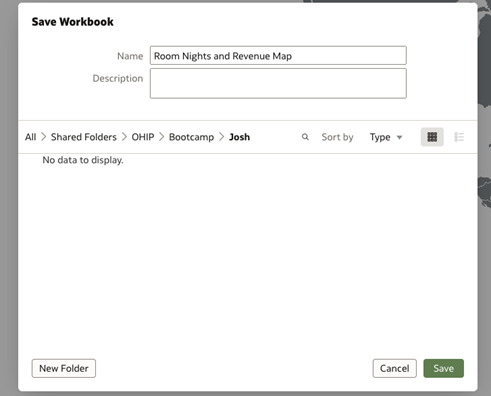 Save Workbook
Name Room Nights and Revenue Map
Description
All > Shared Folders > OHIP > Bootcamp > Josh Sort by Type
No data to display.
New Folder Cancel Save